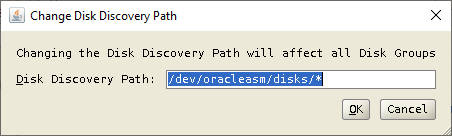 Change Disk Discovery Path
Changing the Disk Discovery Path will affect all Disk Groups
Disk Discovery Path: /dev/oracleasm/disks/*
OK Cancel